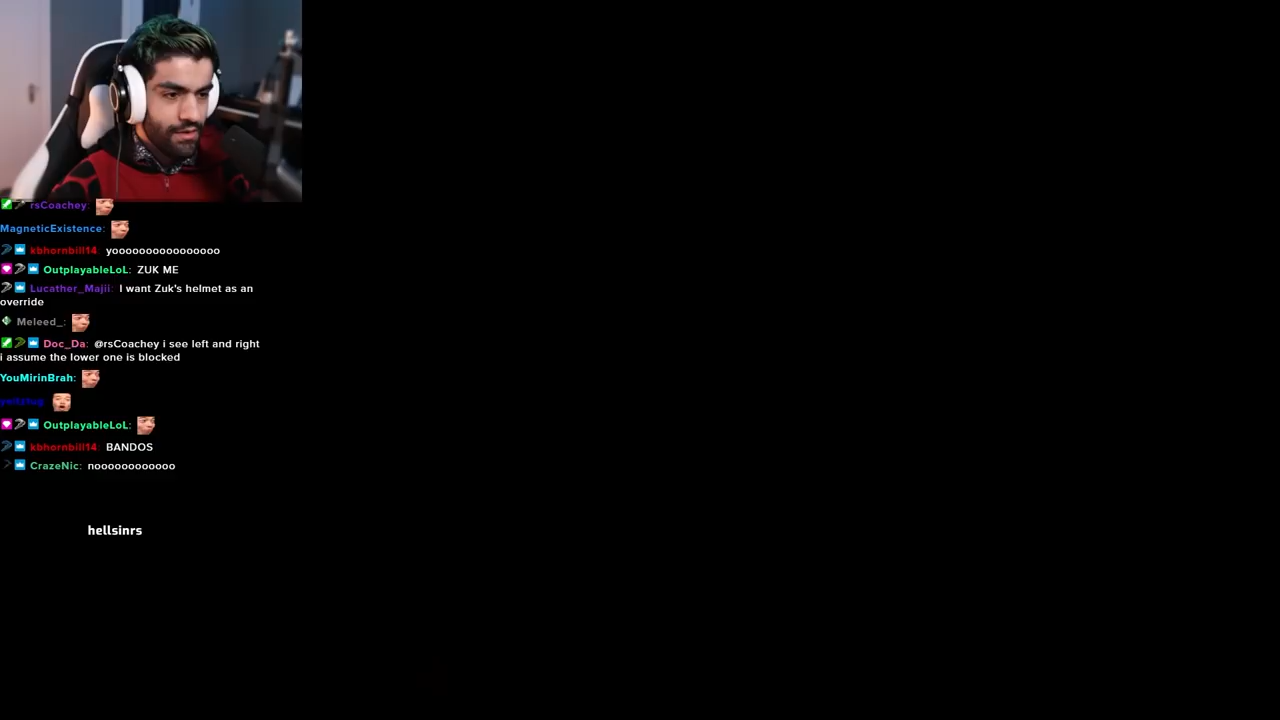 rsCoachey:
MagneticExistence:
kbhornbill14: yooooooooooooooooo
OutplayableLoL: ZUK ME
Lucather_Majii: I want Zuk's helmet as an
override
Meleed_:
Doc_Da: @rsCoachey i see left and right
i assume the lower one is blocked
YouMirinBrah:
OutplayableLoL:
kbhornbill14: BANDOS
CrazeNic: noooooooooooo
hellsinrs